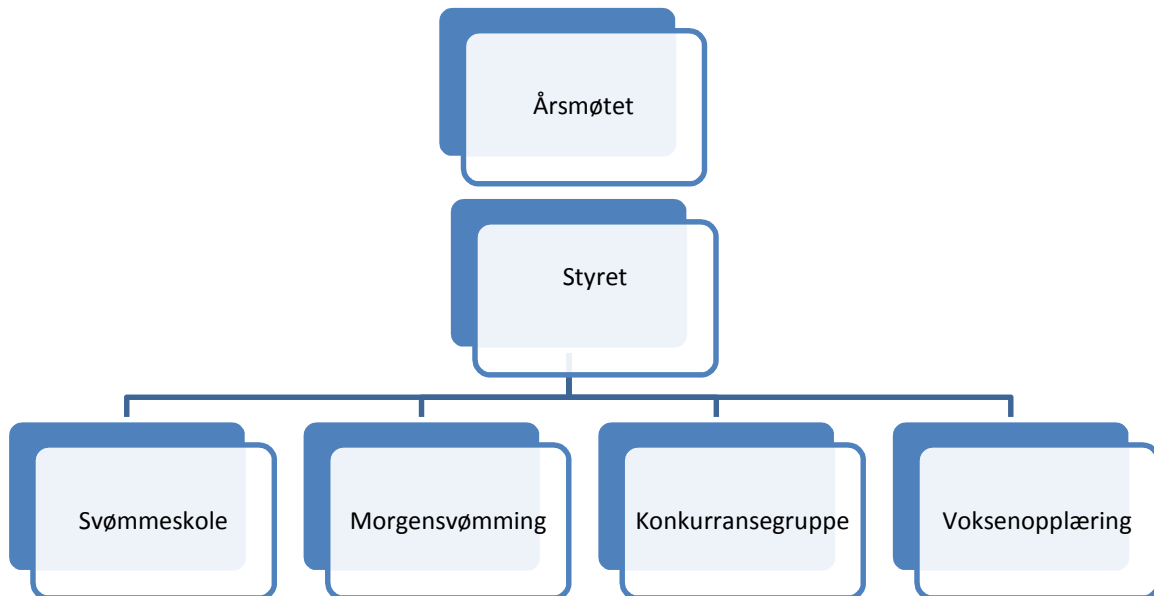 Årsmøtet
Styret
Svømmeskole
Morgensvømming
Konkurransegruppe
Voksenopplæring